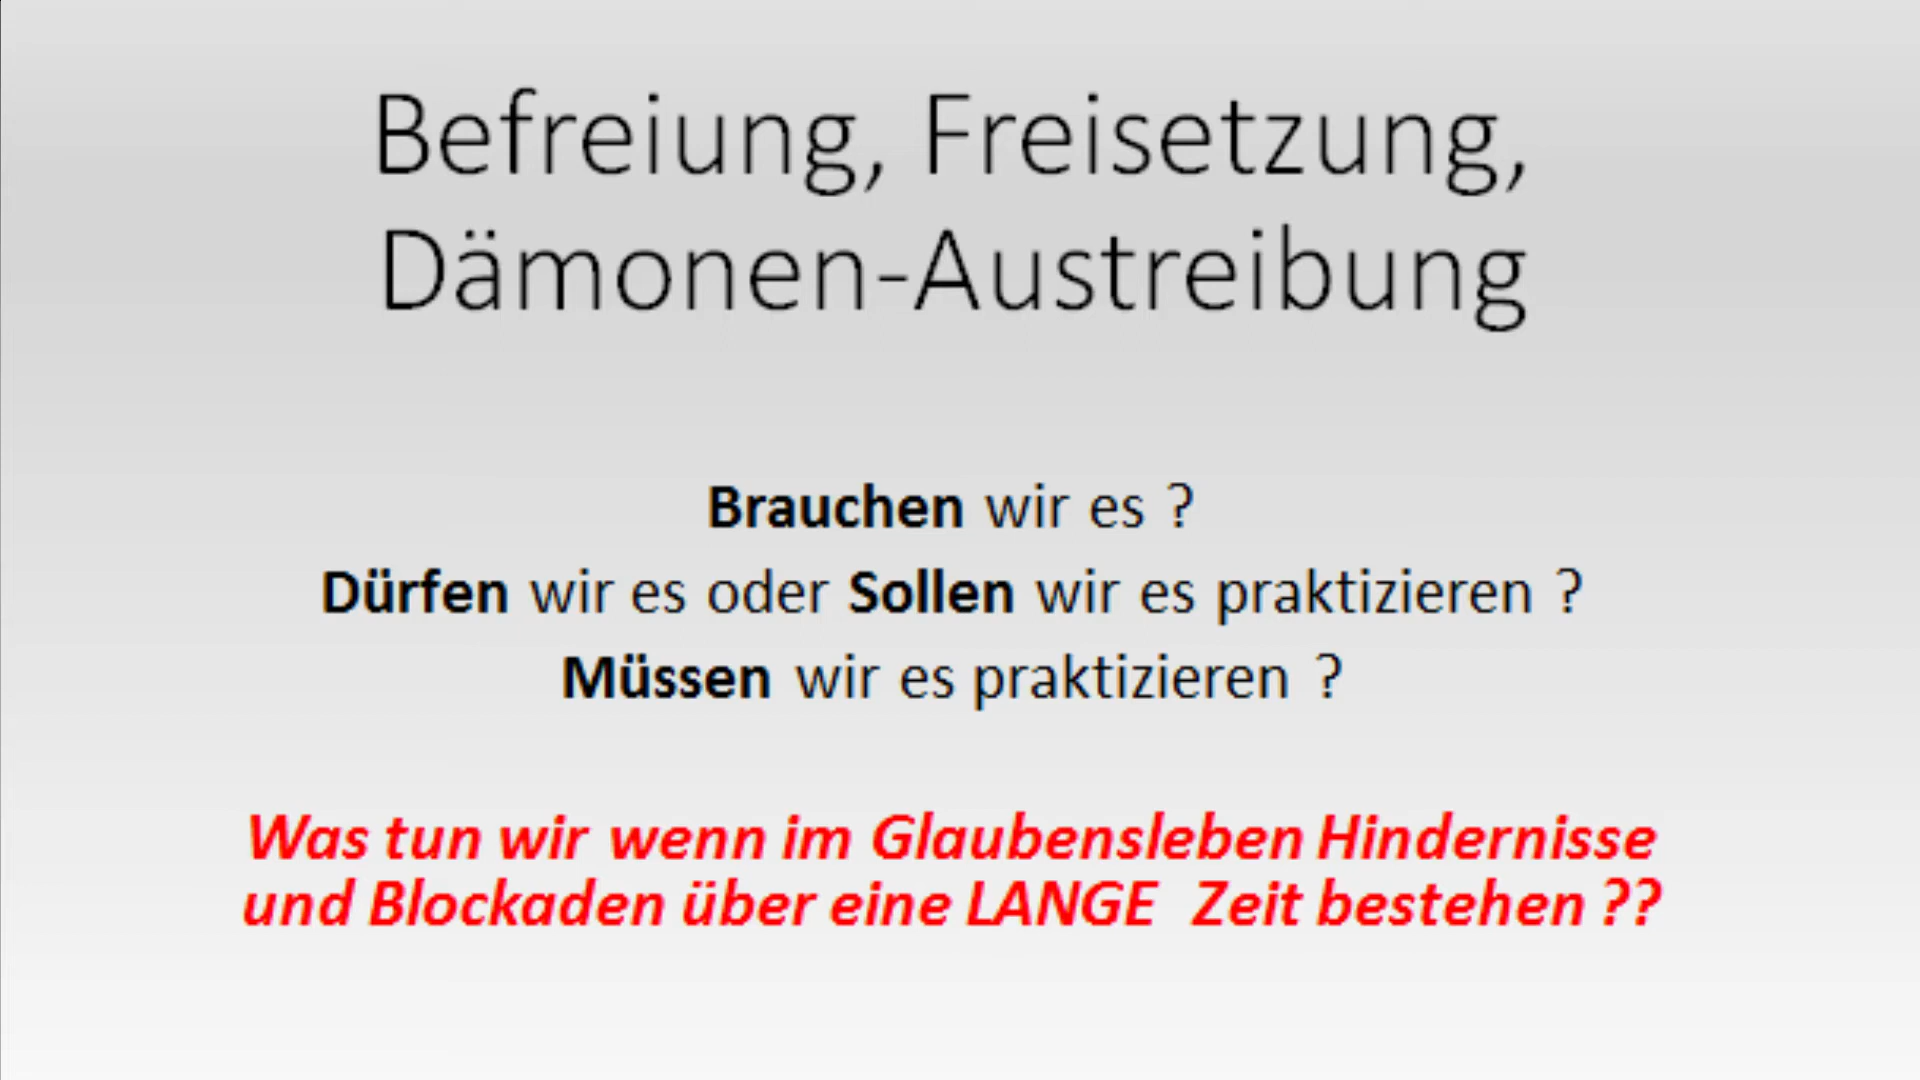 Befreiung, Freisetzung,
Dämonen-Austreibung
Brauchen wir es ?
Dürfen wir es oder Sollen wir es praktizieren ?
Müssen wir es praktizieren ?
Was tun wir wenn im Glaubensleben Hindernisse
und Blockaden über eine LANGE Zeit bestehen ??